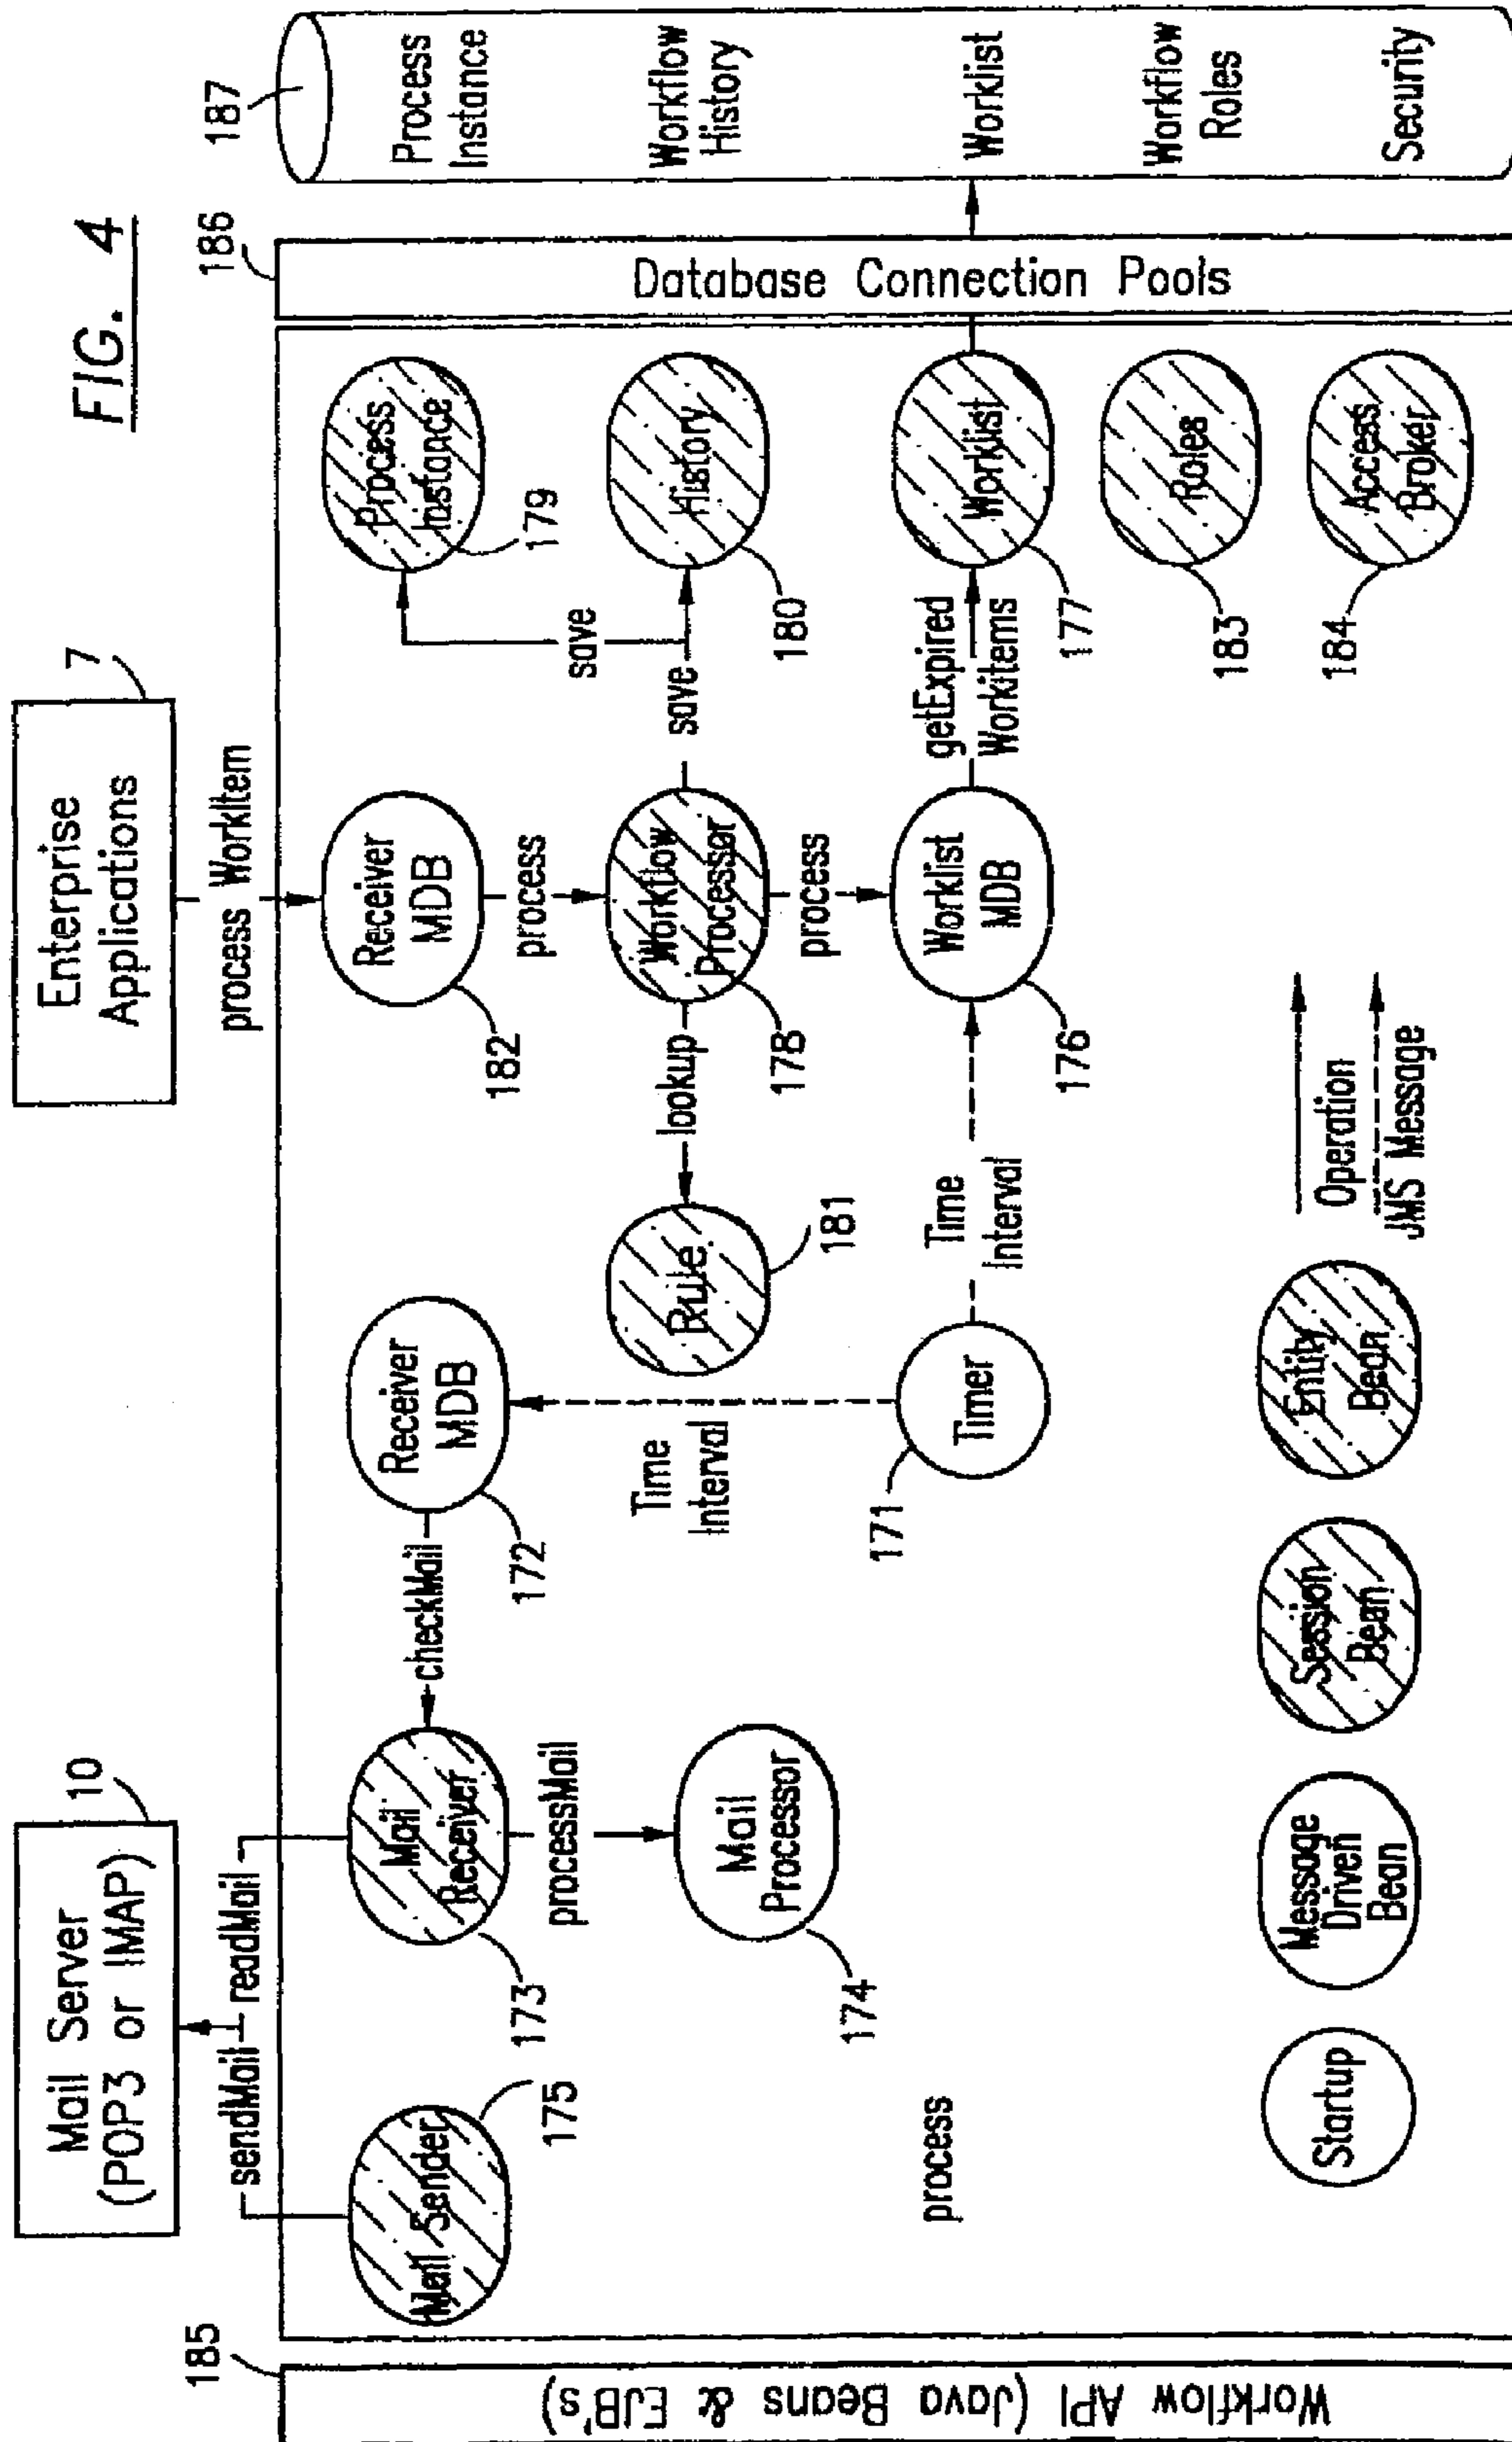 FIG. 4
Mail Server
(POP3 or IMAP)
10
Enterprise
Applications
7
sendMail
readMail
process WorkItem
185
Workflow API (Java Beans & EJB's)
Mail Sender
175
Mail
Receiver
173
checkMail
Receiver
MDB
172
Receiver
MDB
182
Process
Instance
179
processMail
Mail
Processor
174
Time
Interval
process
save
Rule
181
lookup
Workflow
Processor
178
save
History
180
process
process
Timer
171
Time
Interval
Worklist
MDB
176
getExpired
Workitems
Worklist
177
Roles
183
Access
Broker
184
Startup
Message
Driven
Bean
Session
Bean
Entity
Bean
Operation
JMS Message
186
Database Connection Pools
187
Process
Instance
Workflow
History
Worklist
Workflow
Roles
Security